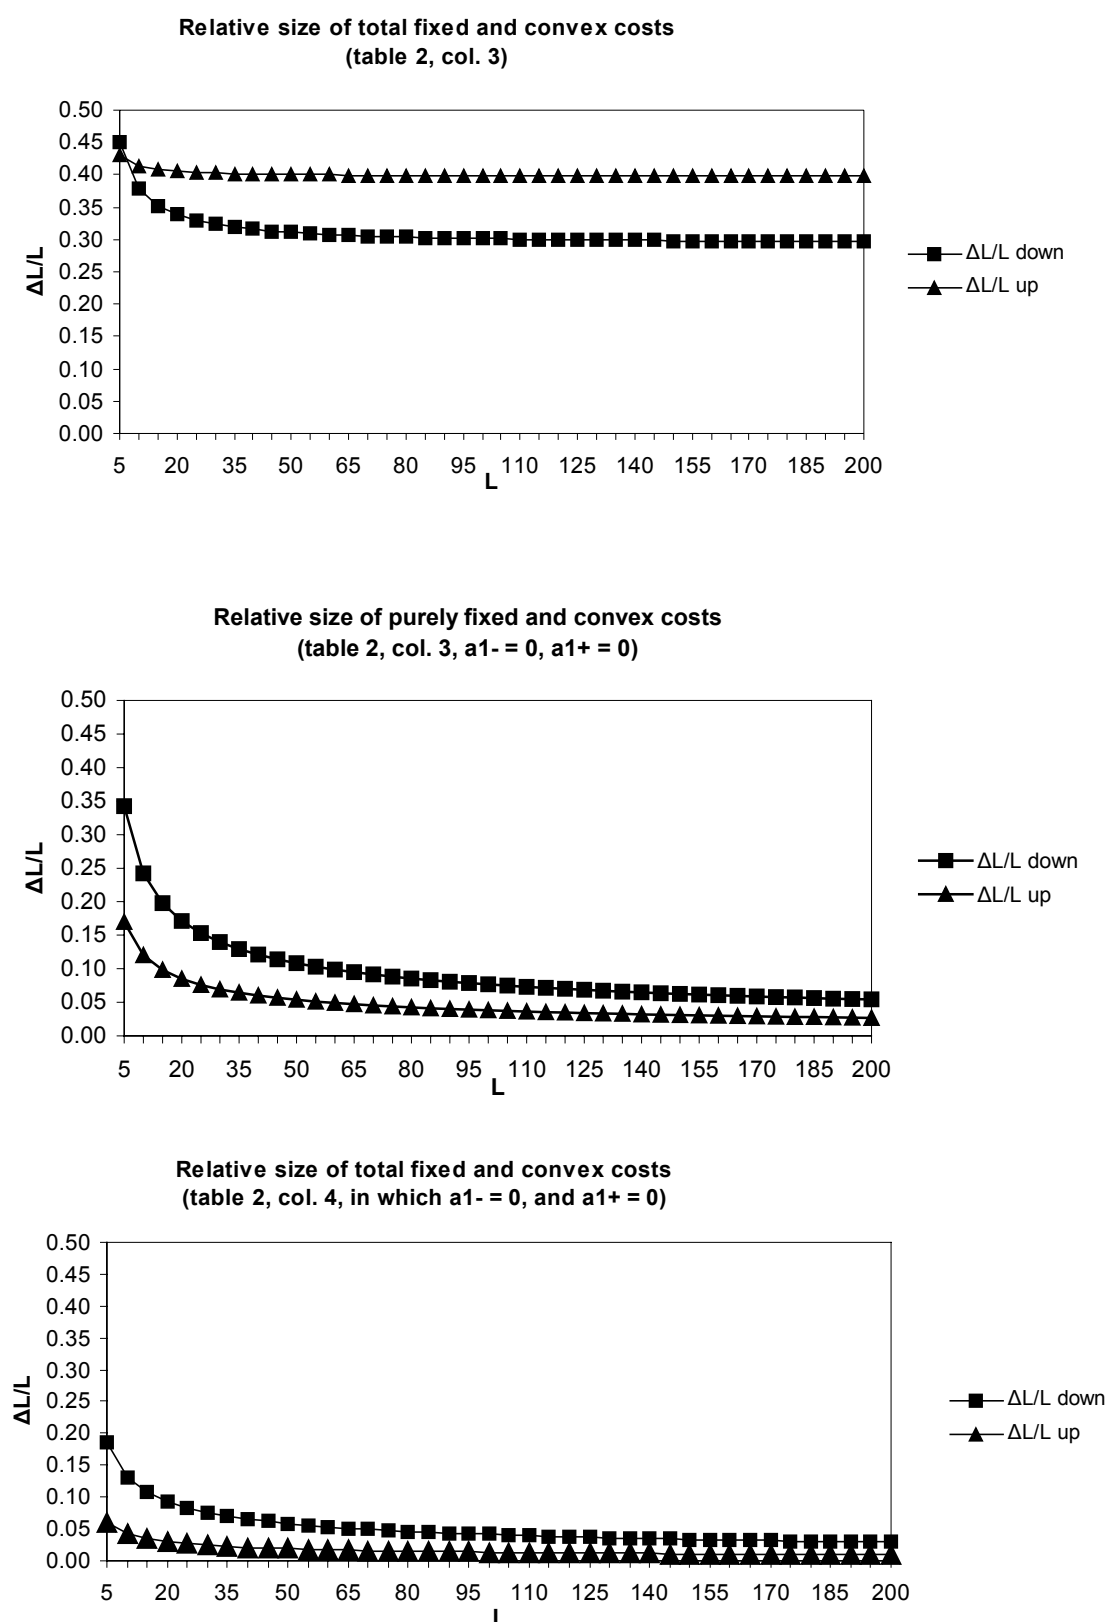 Relative size of total fixed and convex costs
(table 2, col. 3)
0.50
0.45
0.40
0.35
0.30
0.25
0.20
0.15
0.10
0.05
0.00
ΔL/L
5 20 35 50 65 80 95 110 125 140 155 170 185 200
L
ΔL/L down
ΔL/L up
Relative size of purely fixed and convex costs
(table 2, col. 3, a1- = 0, a1+ = 0)
0.50
0.45
0.40
0.35
0.30
0.25
0.20
0.15
0.10
0.05
0.00
ΔL/L
5 20 35 50 65 80 95 110 125 140 155 170 185 200
L
ΔL/L down
ΔL/L up
Relative size of total fixed and convex costs
(table 2, col. 4, in which a1- = 0, and a1+ = 0)
0.50
0.45
0.40
0.35
0.30
0.25
0.20
0.15
0.10
0.05
0.00
ΔL/L
5 20 35 50 65 80 95 110 125 140 155 170 185 200
L
ΔL/L down
ΔL/L up